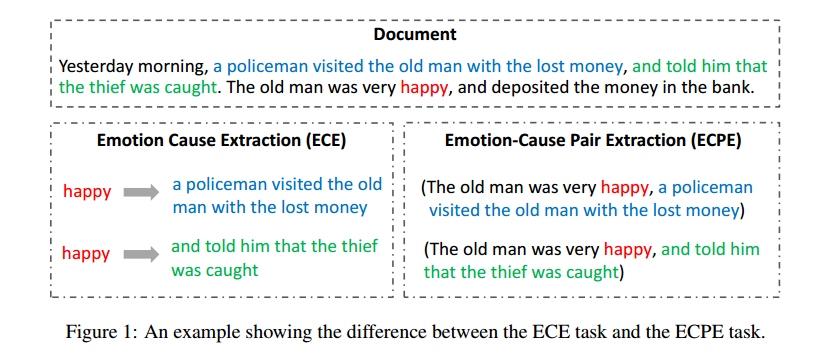 Document
Yesterday morning, a policeman visited the old man with the lost money, and told him that
the thief was caught. The old man was very happy, and deposited the money in the bank.
Emotion Cause Extraction (ECE)
happy
a policeman visited the old
man with the lost money
happy
and told him that the thief
was caught
Emotion-Cause Pair Extraction (ECPE)
(The old man was very happy, a policeman
visited the old man with the lost money)
(The old man was very happy, and told him
that the thief was caught)
Figure 1: An example showing the difference between the ECE task and the ECPE task.